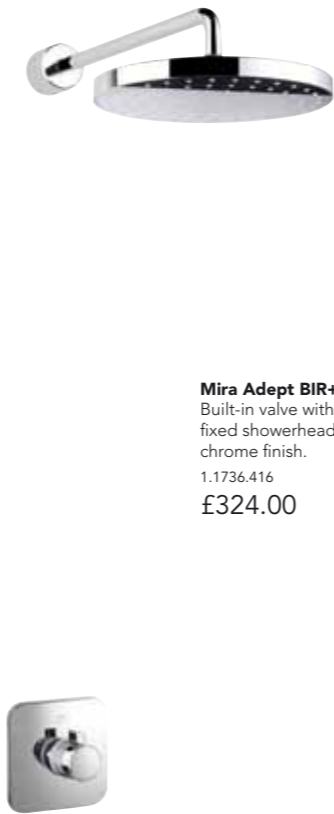 Mira Adept BIR+
Built-in valve with
fixed showerhead
chrome finish.
1.1736.416
£324.00